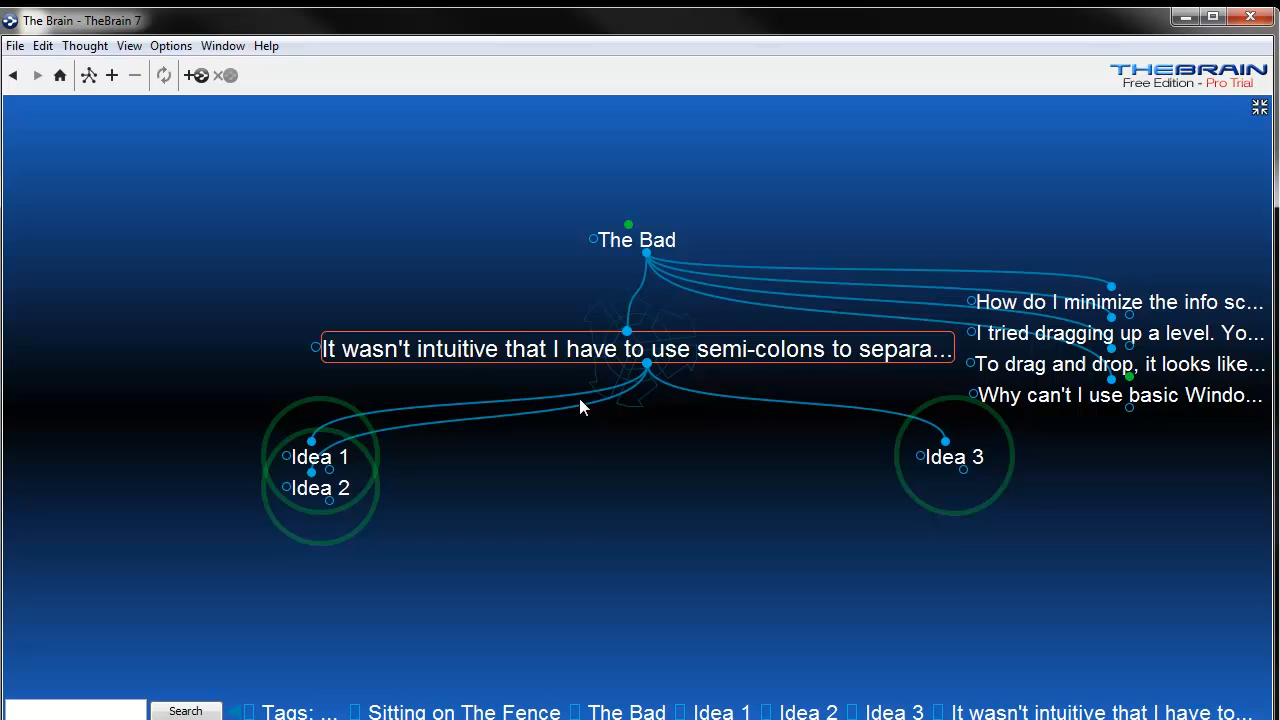 The Brain - TheBrain 7
File Edit Thought View Options Window Help
THEBRAIN
Free Edition - Pro Trial
The Bad
How do I minimize the info sc...
I tried dragging up a level. Yo...
It wasn't intuitive that I have to use semi-colons to separa...
To drag and drop, it looks like...
Why can't I use basic Windo...
Idea 1
Idea 3
Idea 2
Search Tags: ... Sitting on The Fence The Bad Idea 1 Idea 2 Idea 3 It wasn't intuitive that I have to...